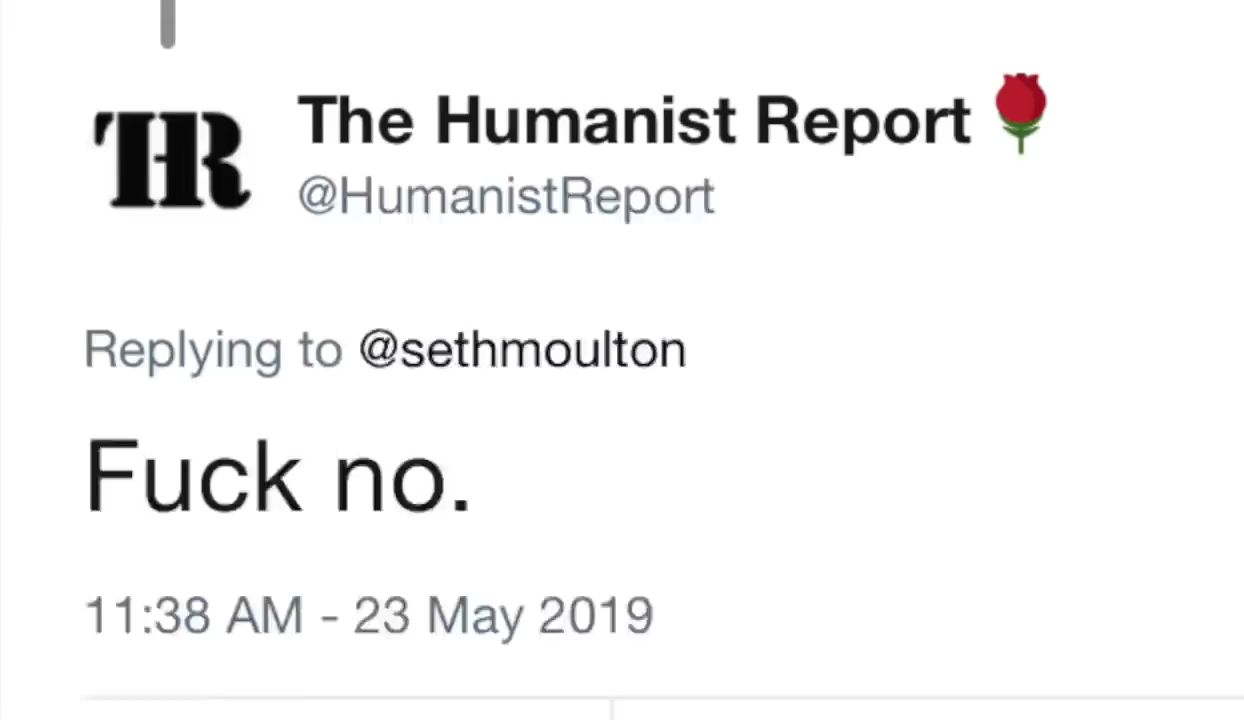 THR
The Humanist Report🌹
@HumanistReport
Replying to @sethmoulton
Fuck no.
11:38 AM - 23 May 2019